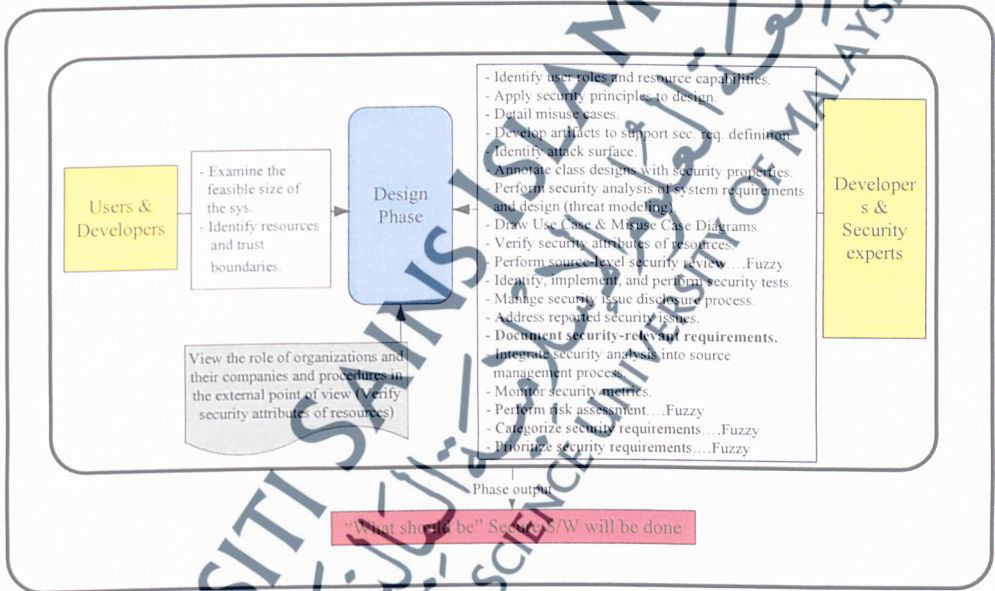 Users &
Developers
- Examine the
feasible size of
the sys.
- Identify resources
and trust
boundaries.
Design
Phase
- Identify user roles and resource capabilities.
- Apply security principles to design.
- Detail misuse cases.
- Develop artifacts to support sec. req. definition.
- Identify attack surface.
- Annotate class designs with security properties.
- Perform security analysis of system requirements
and design (threat modeling)
- Draw Use Case & Misuse Case Diagrams.
- Verify security attributes of resources.
- Perform source-level security review….Fuzzy
- Identify, implement, and perform security tests.
- Manage security issue disclosure process.
- Address reported security issues.
- Document security-relevant requirements.
- Integrate security analysis into source
management process.
- Monitor security metrics.
- Perform risk assessment….Fuzzy
- Categorize security requirements….Fuzzy
- Prioritize security requirements….Fuzzy
Developer
s &
Security
experts
View the role of organizations and
their companies and procedures in
the external point of view (Verify
security attributes of resources)
Phase output
"What should be" Secure S/W will be done
SITI SAINS ISLAM
SCIENCE UNIVERSITY OF MALAYS